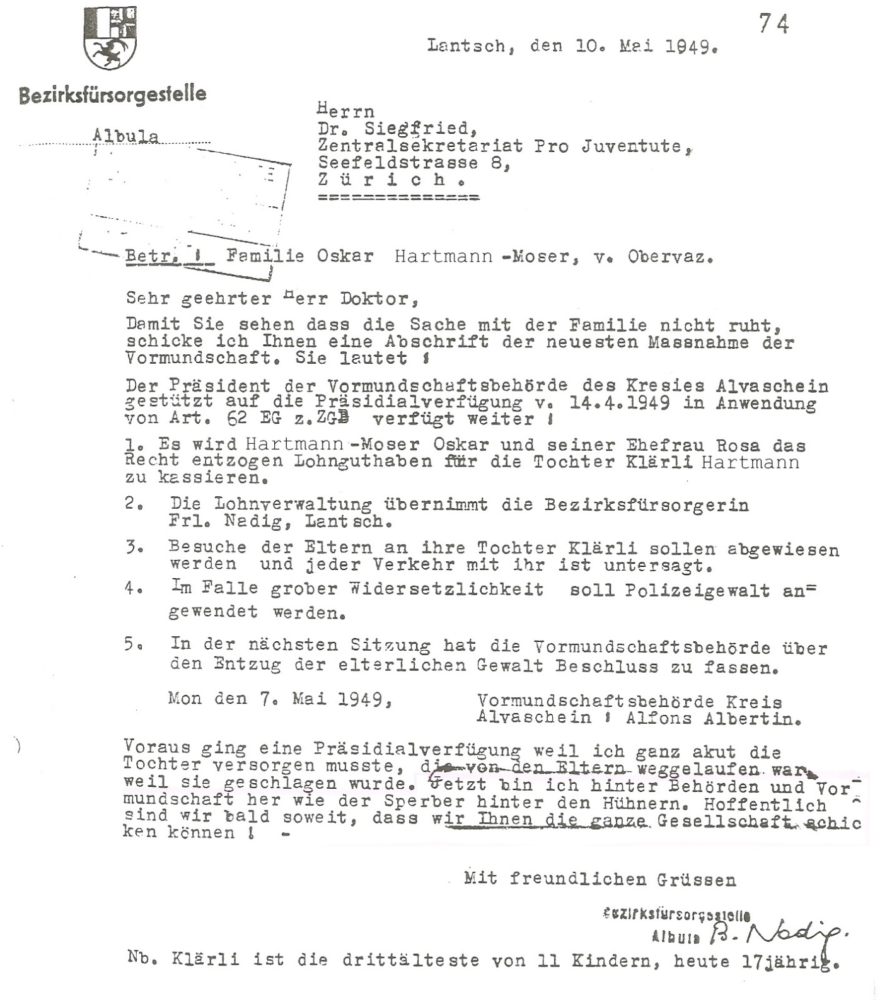 74
Lantsch, den 10. Mai 1949.
Bezirksfürsorgestelle
Albula
Herrn
Dr. Siegfried,
Zentralsekretariat Pro Juventute,
Seefeldstrasse 8,
Z ü r i c h .
==============
Betr. ! Familie Oskar Hartmann -Moser, v. Obervaz.
Sehr geehrter Herr Doktor,
Damit Sie sehen dass die Sache mit der Familie nicht ruht,
schicke ich Ihnen eine Abschrift der neuesten Massnahme der
Vormundschaft. Sie lautet !
Der Präsident der Vormundschaftsbehörde des Kresies Alvaschein
gestützt auf die Präsidialverfügung v. 14.4.1949 in Anwendung
von Art. 62 EG z.ZGB verfügt weiter !
1. Es wird Hartmann -Moser Oskar und seiner Ehefrau Rosa das
Recht entzogen Lohnguthaben für die Tochter Klärli Hartmann
zu kassieren.
2. Die Lohnverwaltung übernimmt die Bezirksfürsorgerin
Frl. Nadig, Lantsch.
3. Besuche der Eltern an ihre Tochter Klärli sollen abgewiesen
werden und jeder Verkehr mit ihr ist untersagt.
4. Im Falle grober Widersetzlichkeit soll Polizeigewalt an=
gewendet werden.
5. In der nächsten Sitzung hat die Vormundschaftsbehörde über
den Entzug der elterlichen Gewalt Beschluss zu fassen.
Mon den 7. Mai 1949, Vormundschaftsbehörde Kreis
Alvaschein ! Alfons Albertin.
Voraus ging eine Präsidialverfügung weil ich ganz akut die
Tochter versorgen musste, die von den Eltern weggelaufen war,
weil sie geschlagen wurde. Jetzt bin ich hinter Behörden und Vor-
mundschaft her wie der Sperber hinter den Hühnern. Hoffentlich
sind wir bald soweit, dass wir Ihnen die ganze Gesellschaft schic
ken können ! -
Mit freundlichen Grüssen
Bezirksfürsorgestelle
Albula B. Nadig.
Nb. Klärli ist die drittälteste von 11 Kindern, heute 17jährig.